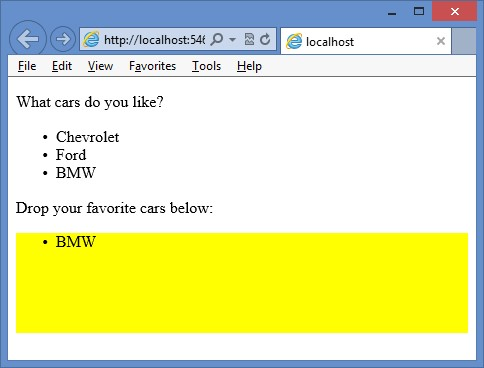 http://localhost:546
localhost
File Edit View Favorites Tools Help
What cars do you like?
• Chevrolet
• Ford
• BMW
Drop your favorite cars below:
• BMW